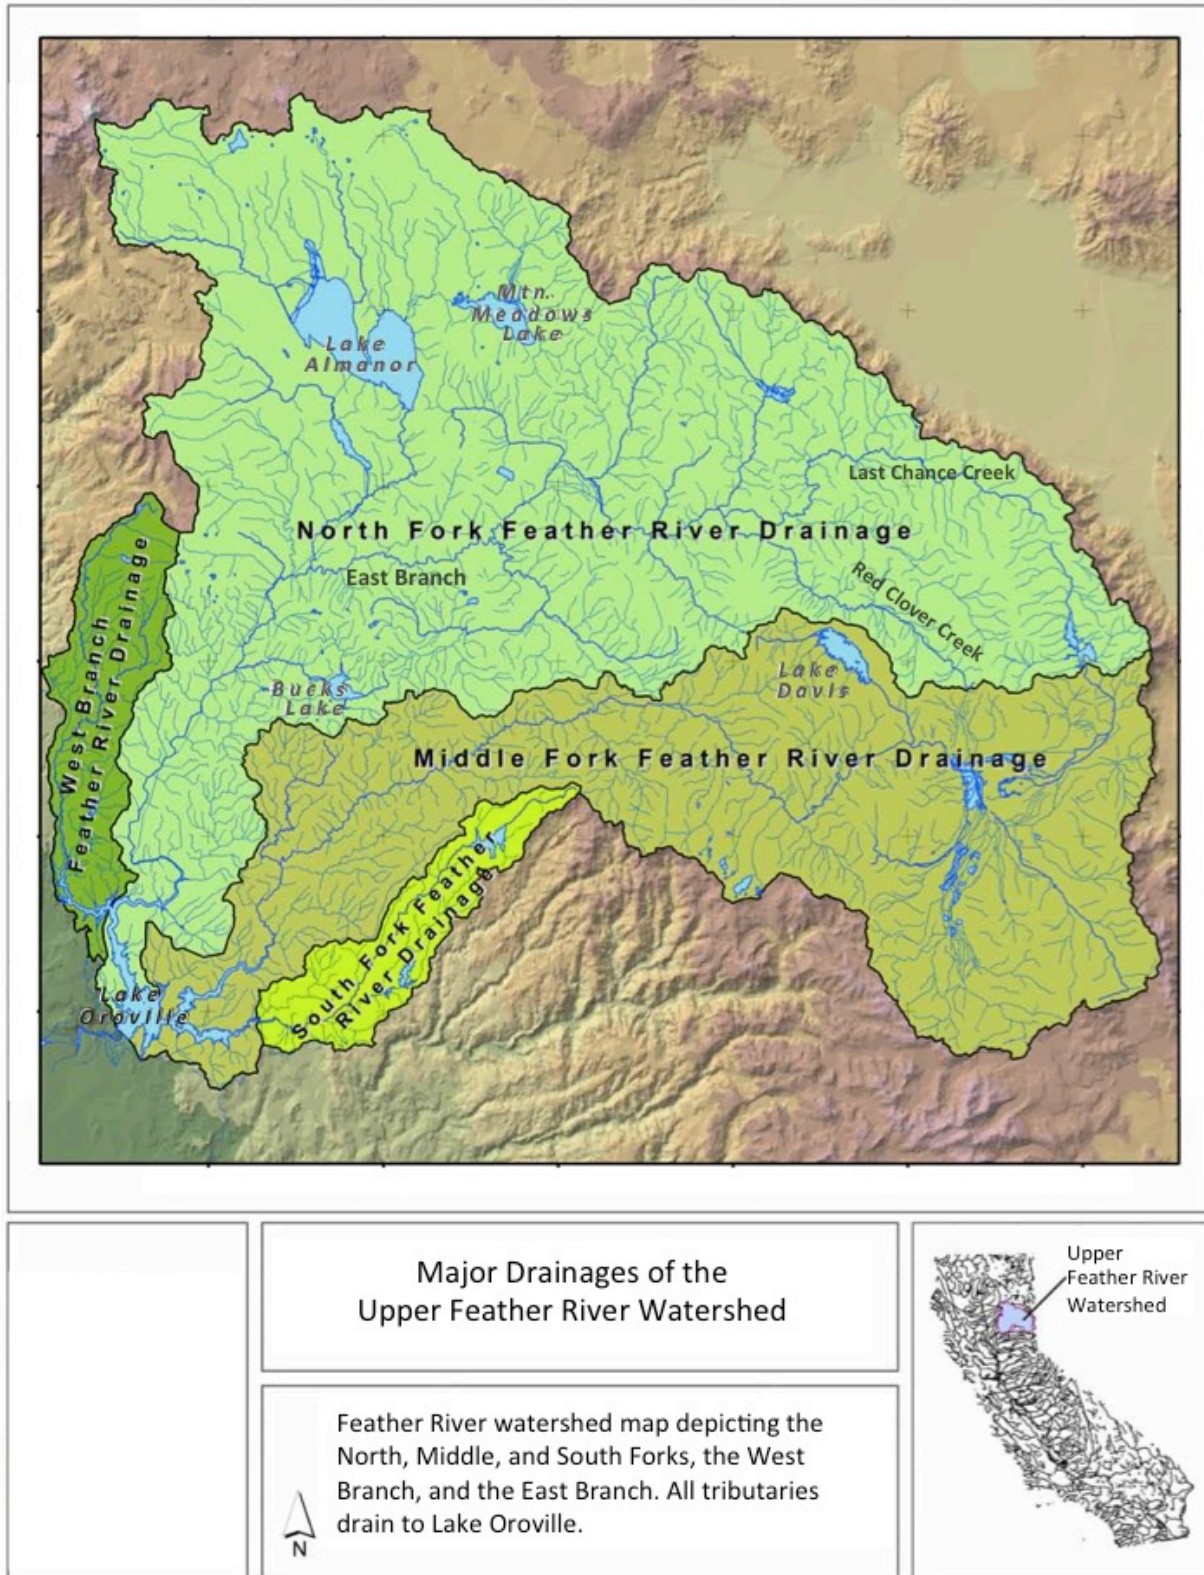 Mtn.
Meadows
Lake
Lake
Almanor
Last Chance Creek
North Fork Feather River Drainage
East Branch
Red Clover Creek
West Branch
Feather River Drainage
Lake
Davis
Bucks
Lake
Middle Fork Feather River Drainage
South Fork Feather
River Drainage
Lake
Oroville
Major Drainages of the
Upper Feather River Watershed
Upper
Feather River
Watershed
Feather River watershed map depicting the
North, Middle, and South Forks, the West
Branch, and the East Branch. All tributaries
drain to Lake Oroville.
N